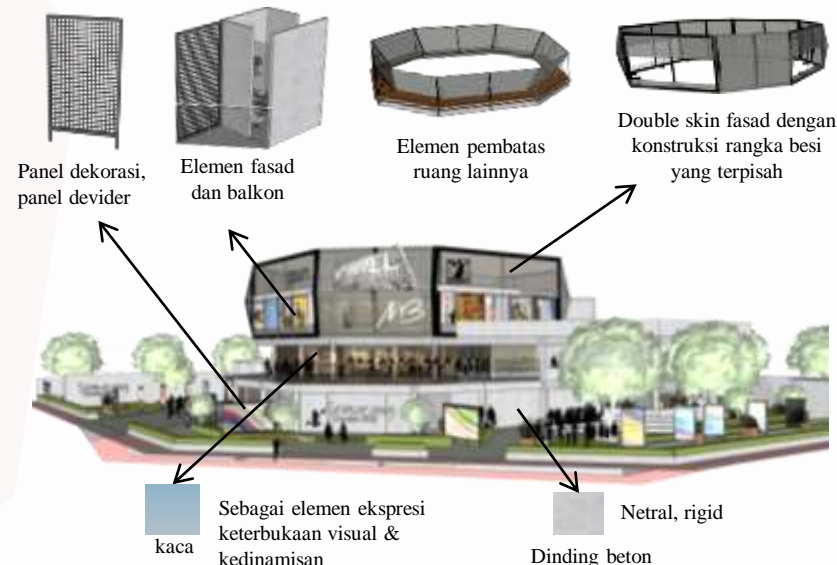 Panel dekorasi,
panel devider
Elemen fasad
dan balkon
Elemen pembatas
ruang lainnya
Double skin fasad dengan
konstruksi rangka besi
yang terpisah
kaca
Sebagai elemen ekspresi
keterbukaan visual &
kedinamisan
Netral, rigid
Dinding beton